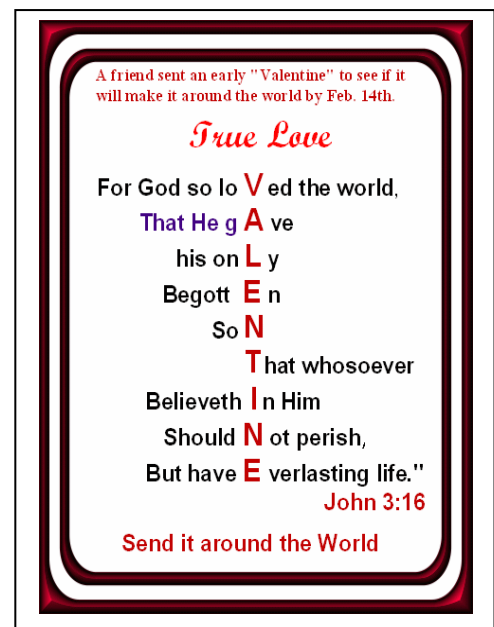 A friend sent an early "Valentine" to see if it
will make it around the world by Feb. 14th.
True Love
For God so lo V ed the world,
That He g A ve
his on L y
Begott E n
So N
That whosoever
Believeth I n Him
Should N ot perish,
But have E verlasting life."
John 3:16
Send it around the World